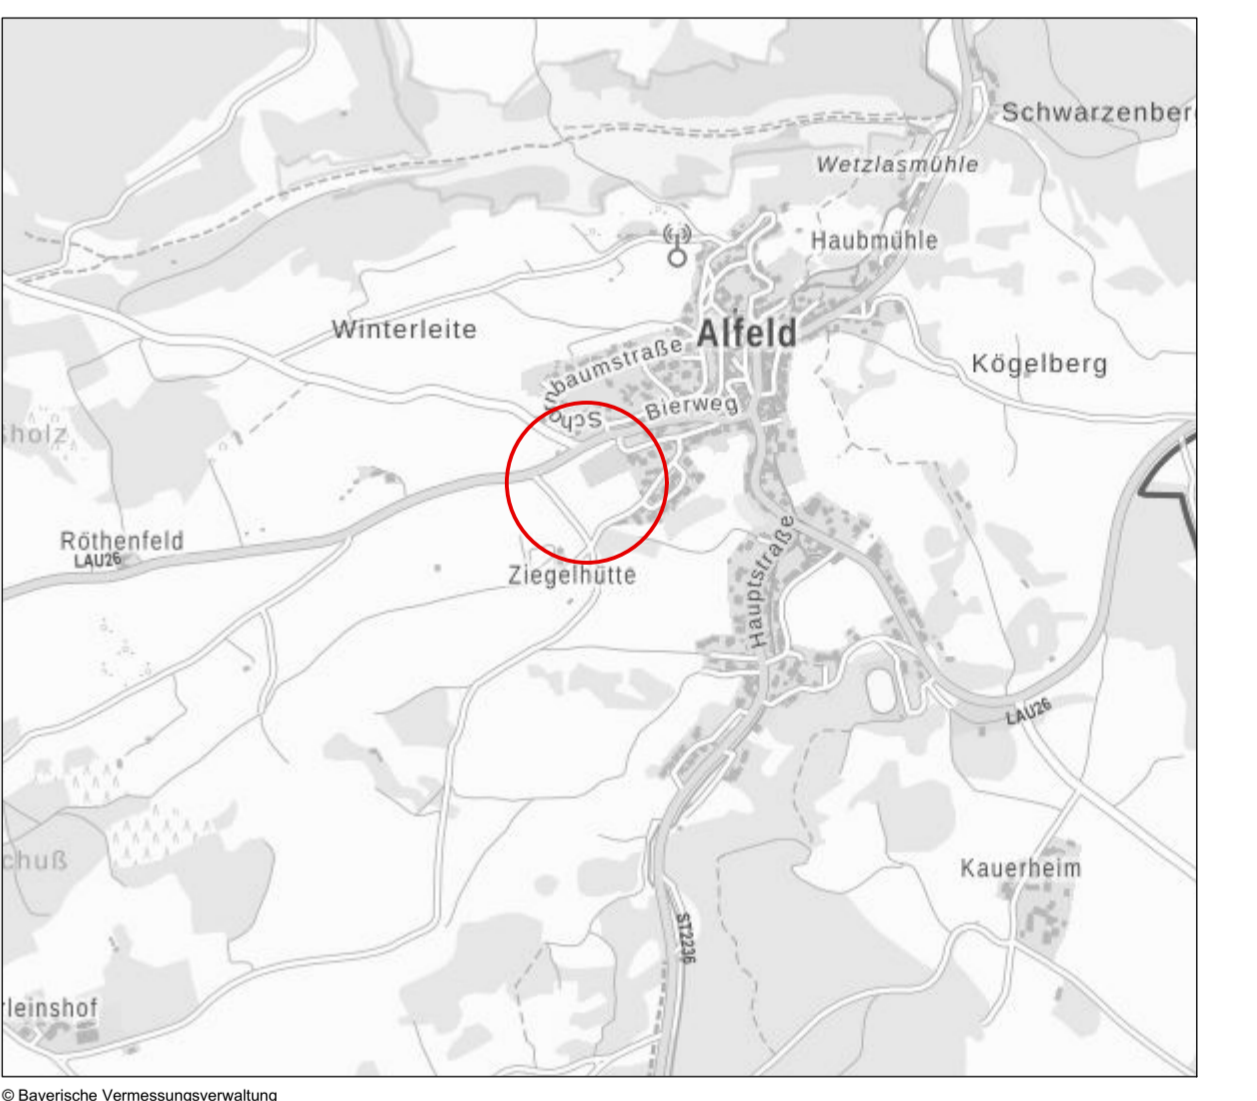 Schwarzenber
Wetzlasmühle
Haubmühle
Winterleite
Alfeld
Kögelberg
baumstraße
Bierweg
Sch
holz
Röthenfeld
LAU26
Ziegelhütte
Hauptstraße
LAU26
chuß
Kauerheim
ST2236
rleinshof
© Bayerische Vermessungsverwaltung